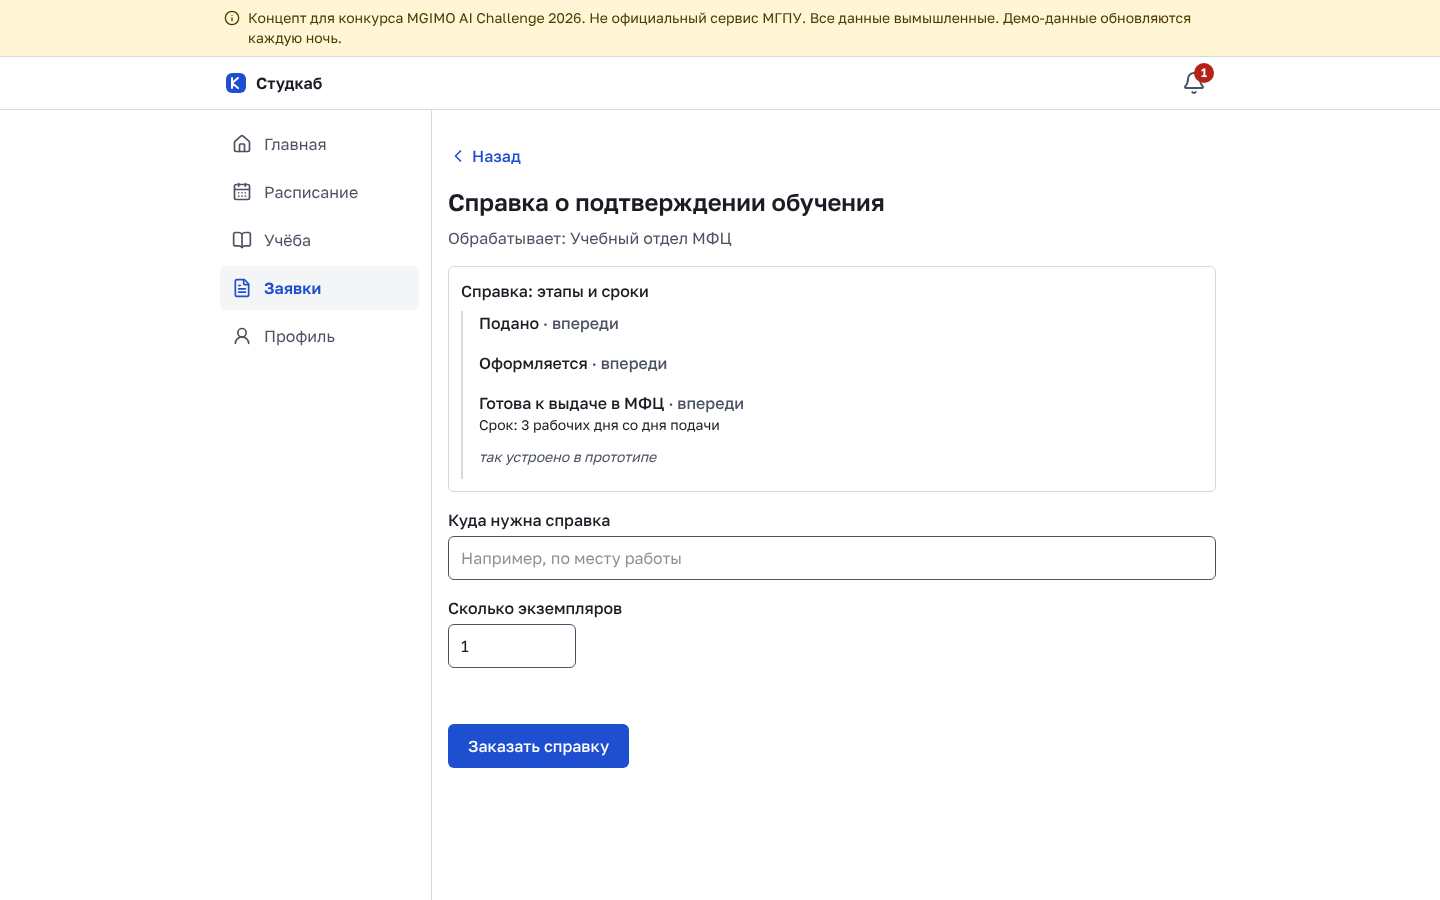 Концепт для конкурса MGIMO AI Challenge 2026. Не официальный сервис МГПУ. Все данные вымышленные. Демо-данные обновляются
каждую ночь.
Студкаб
1
Главная
Расписание
Учёба
Заявки
Профиль
Назад
Справка о подтверждении обучения
Обрабатывает: Учебный отдел МФЦ
Справка: этапы и сроки
Подано · впереди
Оформляется · впереди
Готова к выдаче в МФЦ · впереди
Срок: 3 рабочих дня со дня подачи
так устроено в прототипе
Куда нужна справка
Например, по месту работы
Сколько экземпляров
1
Заказать справку